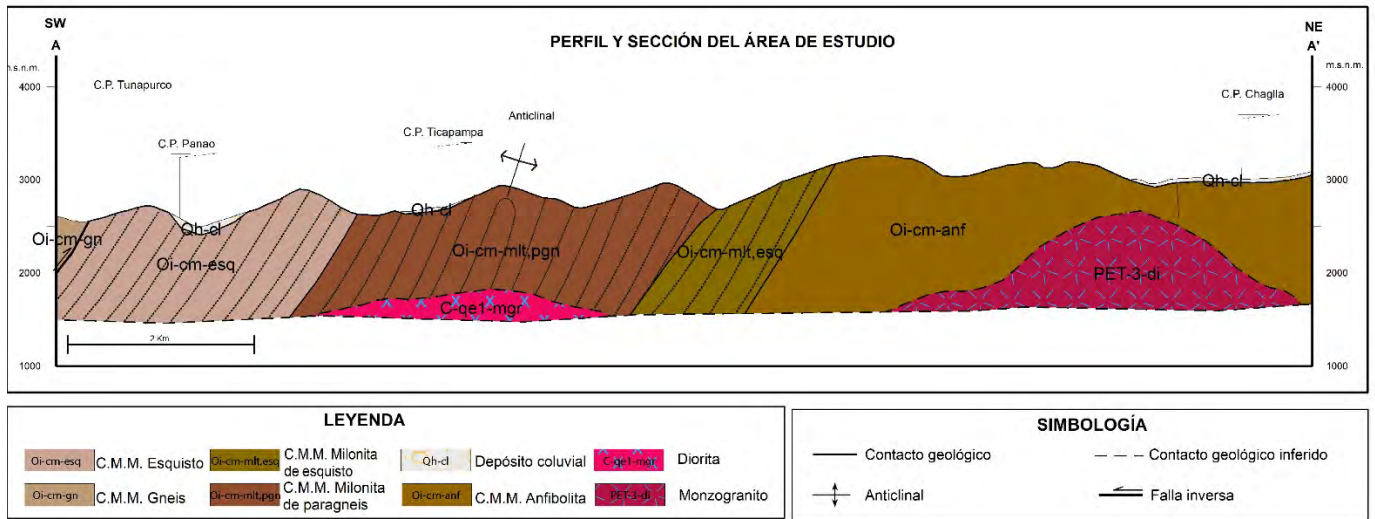 SW
A
PERFIL Y SECCIÓN DEL ÁREA DE ESTUDIO
NE
A'
m.s.n.m.
m.s.n.m.
4000
4000
C.P. Tunapurco
C.P. Chaglla
Anticlinal
C.P. Ticapampa
C.P. Panao
3000
3000
Qh-cl
Qh-cl
Qh-cl
Oi-cm-gn
Oi-cm-esq
Oi-cm-mlt,pgn
Oi-cm-mlt,esq
Oi-cm-anf
2000
2000
PET-3-di
C-qe1-mgr
2 Km
1000
1000
LEYENDA
Oi-cm-esq C.M.M. Esquisto
Oi-cm-mlt,esq C.M.M. Milonita de esquisto
Qh-cl Depósito coluvial
C-qe1-mgr Diorita
Oi-cm-gn C.M.M. Gneis
Oi-cm-mlt,pgn C.M.M. Milonita de paragneis
Oi-cm-anf C.M.M. Anfibolita
PET-3-di Monzogranito
SIMBOLOGÍA
Contacto geológico
Contacto geológico inferido
Anticlinal
Falla inversa